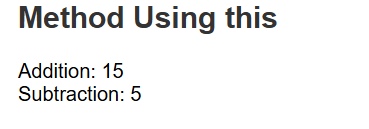 Method Using this
Addition: 15
Subtraction: 5